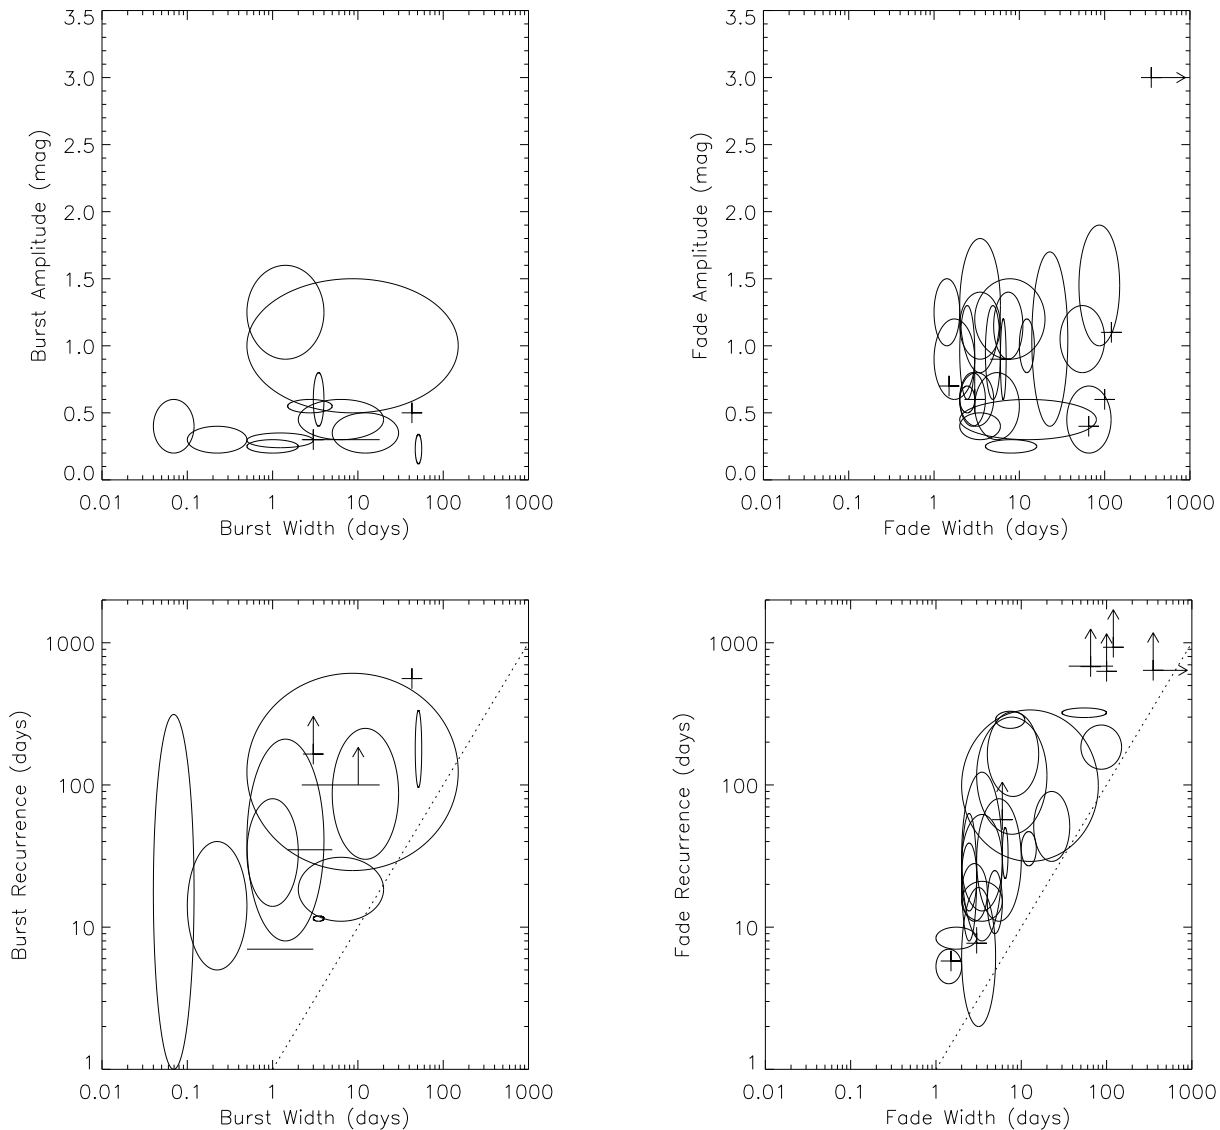 3.5
3.0
2.5
2.0
1.5
1.0
0.5
0.0
Burst Amplitude (mag)
0.01 0.1 1 10 100 1000
Burst Width (days)
3.5
3.0
2.5
2.0
1.5
1.0
0.5
0.0
Fade Amplitude (mag)
0.01 0.1 1 10 100 1000
Fade Width (days)
1000
100
10
1
Burst Recurrence (days)
0.01 0.1 1 10 100 1000
Burst Width (days)
1000
100
10
1
Fade Recurrence (days)
0.01 0.1 1 10 100 1000
Fade Width (days)